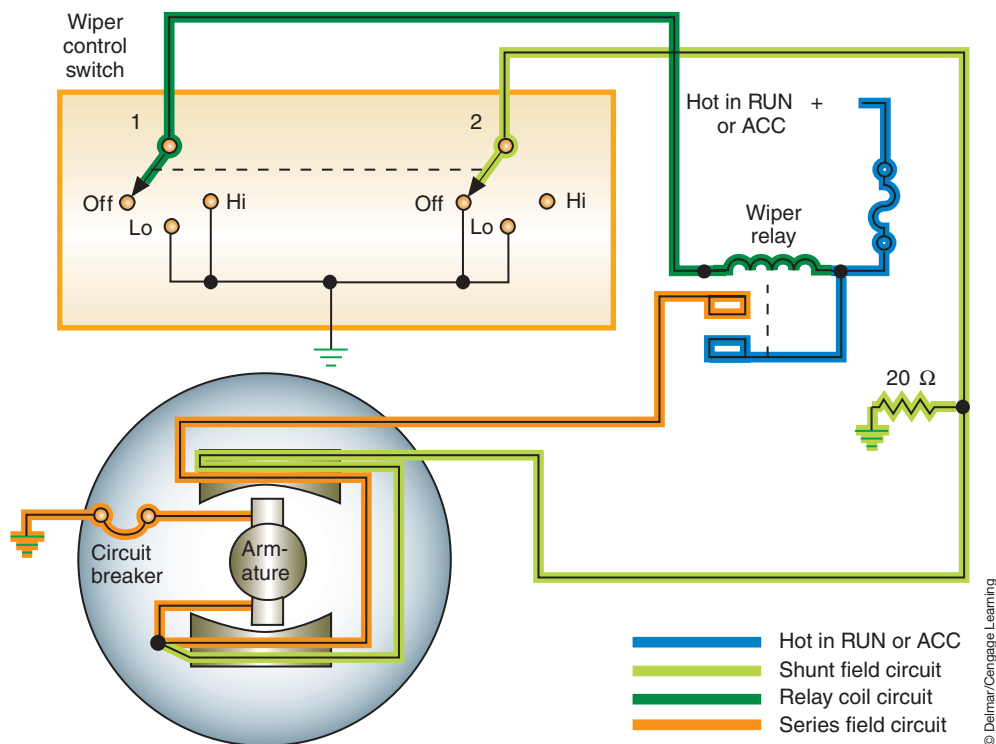 Wiper
control
switch
1
2
Hot in RUN +
or ACC
Off
Hi
Lo
Off
Hi
Lo
Wiper
relay
20 Ω
Circuit
breaker
Arm-
ature
Hot in RUN or ACC
Shunt field circuit
Relay coil circuit
Series field circuit
© Delmar/Cengage Learning